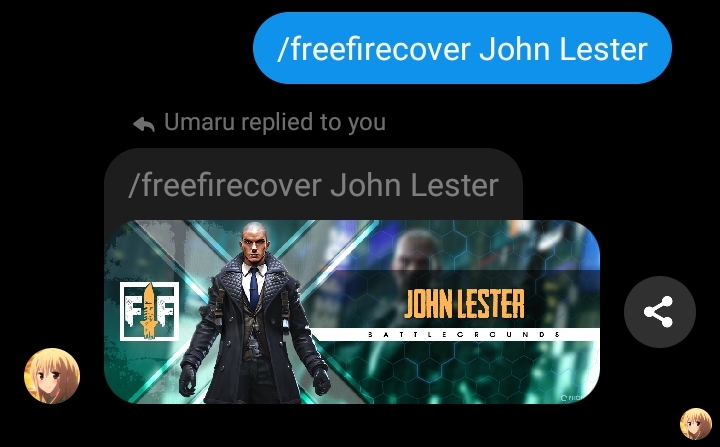 /freefirecover John Lester
Umaru replied to you
/freefirecover John Lester
FF
JOHN LESTER
BATTLEGROUNDS